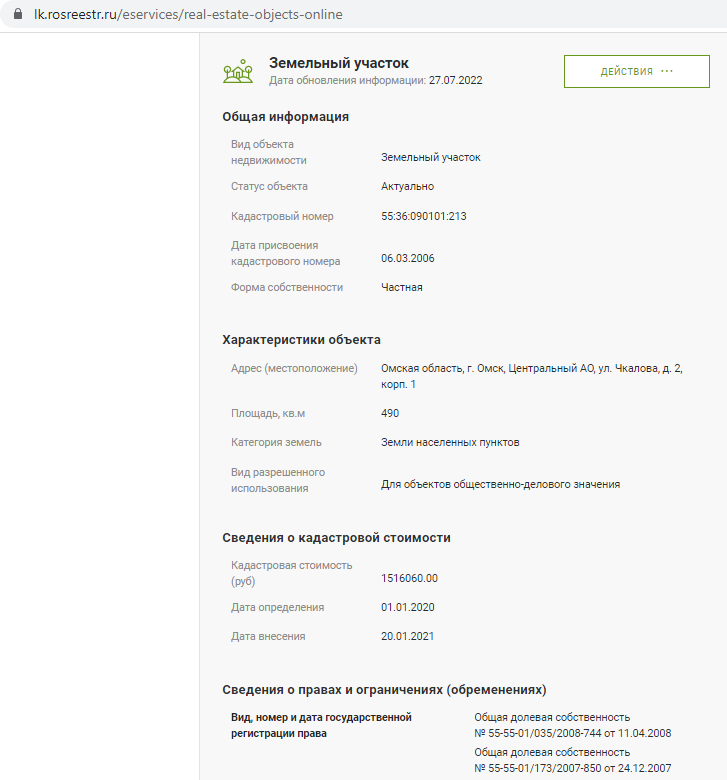 lk.rosreestr.ru/eservices/real-estate-objects-online
Земельный участок
Дата обновления информации: 27.07.2022
ДЕЙСТВИЯ ···
Общая информация
Вид объекта
недвижимости
Земельный участок
Статус объекта
Актуально
Кадастровый номер
55:36:090101:213
Дата присвоения
кадастрового номера
06.03.2006
Форма собственности
Частная
Характеристики объекта
Адрес (местоположение)
Омская область, г. Омск, Центральный АО, ул. Чкалова, д. 2,
корп. 1
Площадь, кв.м
490
Категория земель
Земли населенных пунктов
Вид разрешенного
использования
Для объектов общественно-делового значения
Сведения о кадастровой стоимости
Кадастровая стоимость
(руб)
1516060.00
Дата определения
01.01.2020
Дата внесения
20.01.2021
Сведения о правах и ограничениях (обременениях)
Вид, номер и дата государственной
регистрации права
Общая долевая собственность
№ 55-55-01/035/2008-744 от 11.04.2008
Общая долевая собственность
№ 55-55-01/173/2007-850 от 24.12.2007